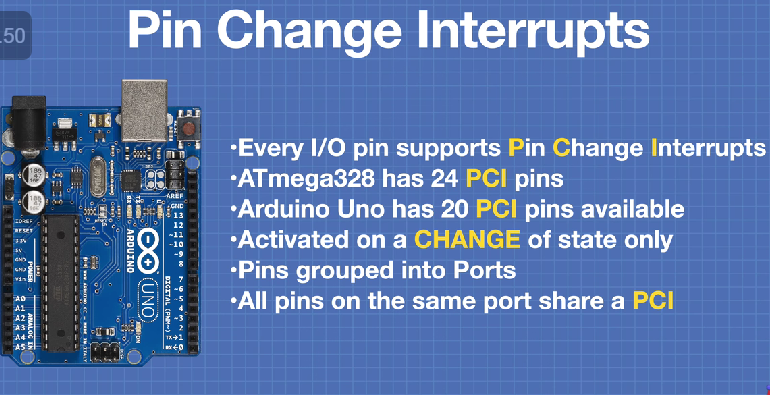 .50
Pin Change Interrupts
•Every I/O pin supports Pin Change Interrupts
•ATmega328 has 24 PCI pins
•Arduino Uno has 20 PCI pins available
•Activated on a CHANGE of state only
•Pins grouped into Ports
•All pins on the same port share a PCI
AREF
GND
13
12
~11
~10
~9
8
7
~6
~5
4
~3
2
TX→1
RX←0
DIGITAL (PWM~)
IOREF
RESET
3.3V
5V
GND
GND
Vin
POWER
A0
A1
A2
A3
A4
A5
ANALOG IN
ARDUINO
UNO